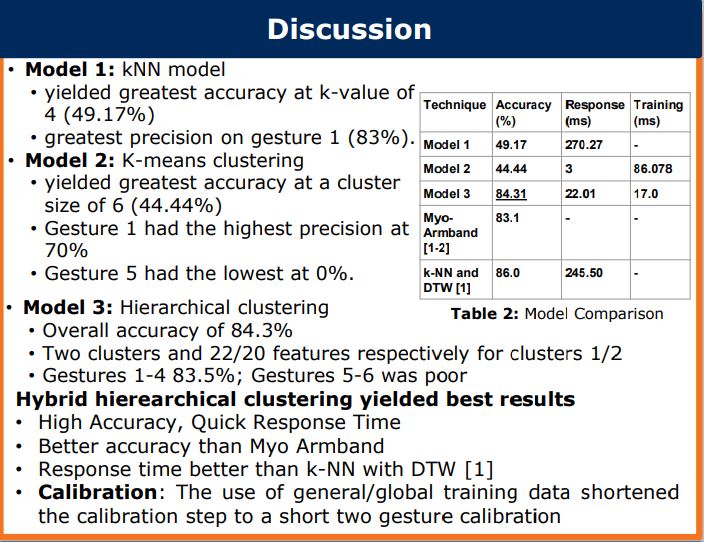 Discussion
• Model 1: kNN model
• yielded greatest accuracy at k-value of
4 (49.17%)
• greatest precision on gesture 1 (83%).
• Model 2: K-means clustering
• yielded greatest accuracy at a cluster
size of 6 (44.44%)
• Gesture 1 had the highest precision at
70%
• Gesture 5 had the lowest at 0%.
Technique Accuracy (%) Response (ms) Training (ms)
Model 1 49.17 270.27 -
Model 2 44.44 3 86.078
Model 3 84.31 22.01 17.0
Myo-Armband [1-2] 83.1 - -
k-NN and DTW [1] 86.0 245.50 -
Table 2: Model Comparison
• Model 3: Hierarchical clustering
• Overall accuracy of 84.3%
• Two clusters and 22/20 features respectively for clusters 1/2
• Gestures 1-4 83.5%; Gestures 5-6 was poor
Hybrid hierearchical clustering yielded best results
• High Accuracy, Quick Response Time
• Better accuracy than Myo Armband
• Response time better than k-NN with DTW [1]
• Calibration: The use of general/global training data shortened
the calibration step to a short two gesture calibration